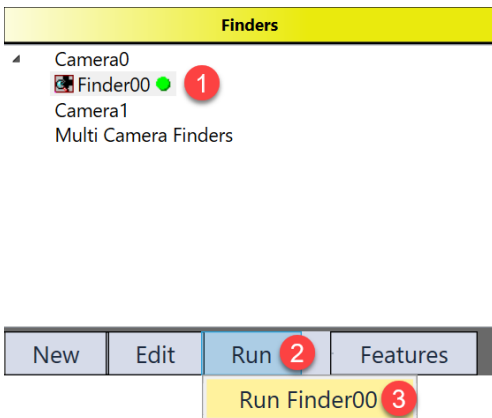 Finders
Camera0
Finder00 1
Camera1
Multi Camera Finders
New Edit Run 2 Features
Run Finder00 3